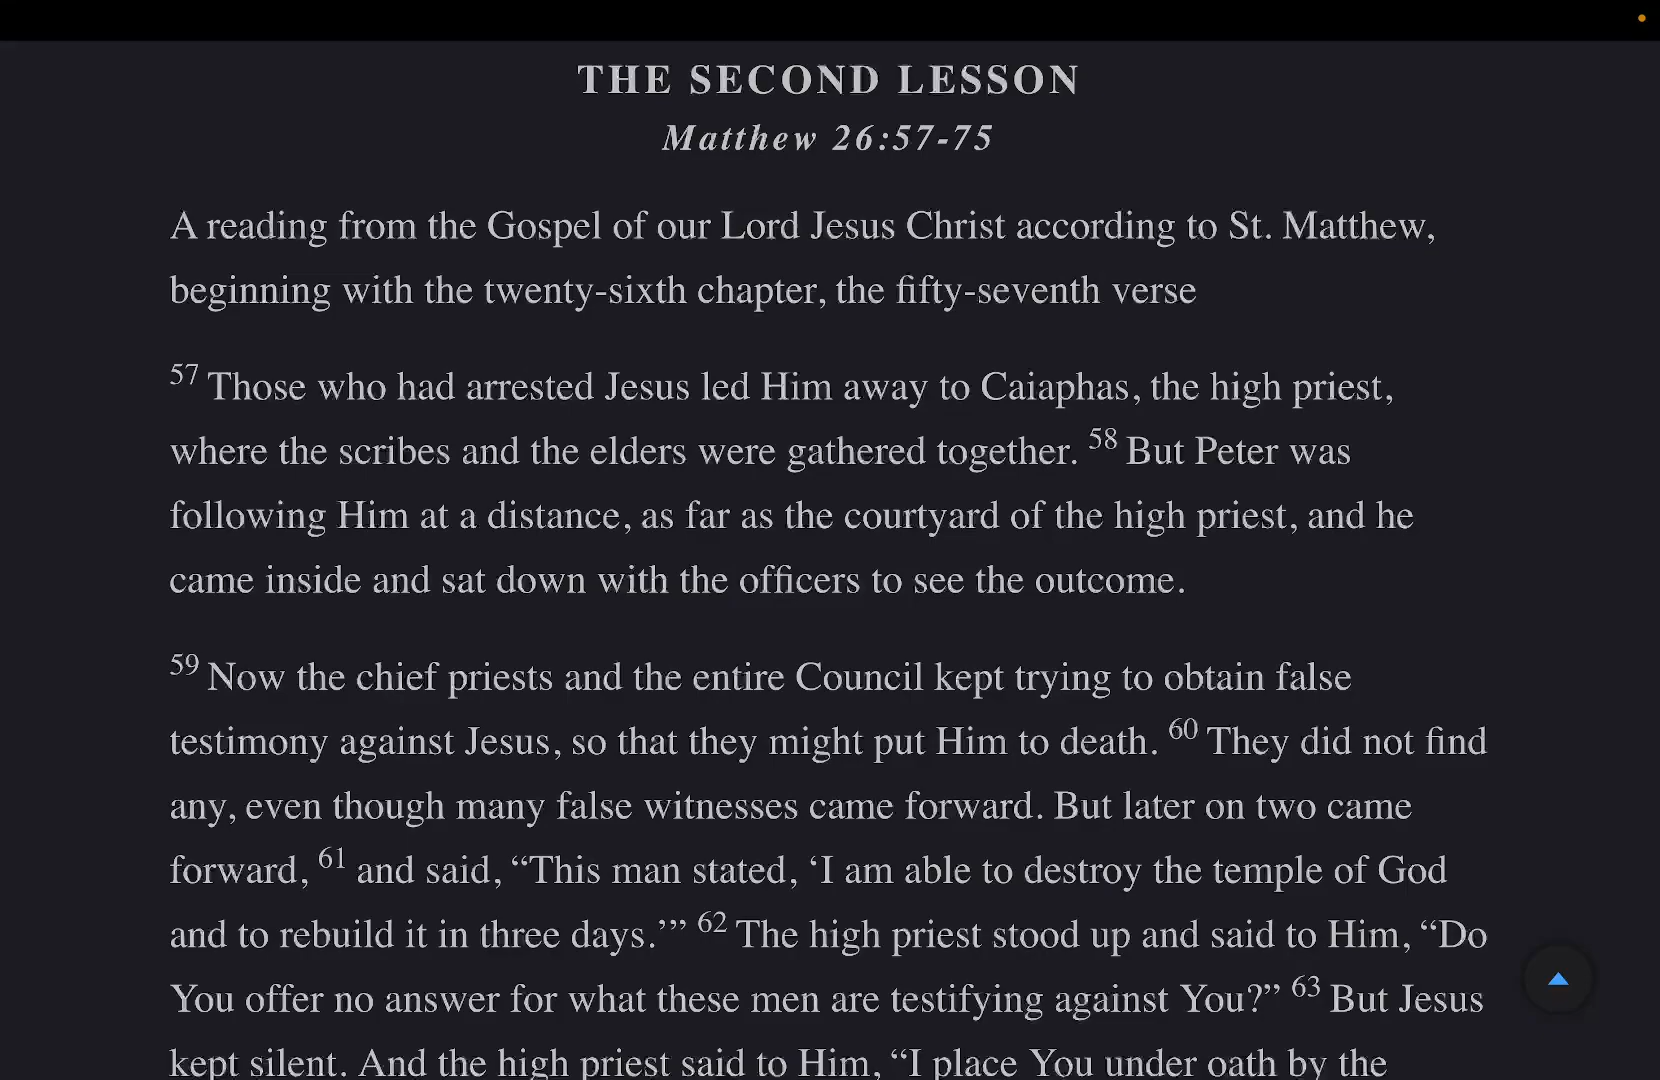 THE SECOND LESSON
Matthew 26:57-75
A reading from the Gospel of our Lord Jesus Christ according to St. Matthew,
beginning with the twenty-sixth chapter, the fifty-seventh verse
57 Those who had arrested Jesus led Him away to Caiaphas, the high priest,
where the scribes and the elders were gathered together. 58 But Peter was
following Him at a distance, as far as the courtyard of the high priest, and he
came inside and sat down with the officers to see the outcome.
59 Now the chief priests and the entire Council kept trying to obtain false
testimony against Jesus, so that they might put Him to death. 60 They did not find
any, even though many false witnesses came forward. But later on two came
forward, 61 and said, “This man stated, ‘I am able to destroy the temple of God
and to rebuild it in three days.’” 62 The high priest stood up and said to Him, “Do
You offer no answer for what these men are testifying against You?” 63 But Jesus
kept silent. And the high priest said to Him, “I place You under oath by the